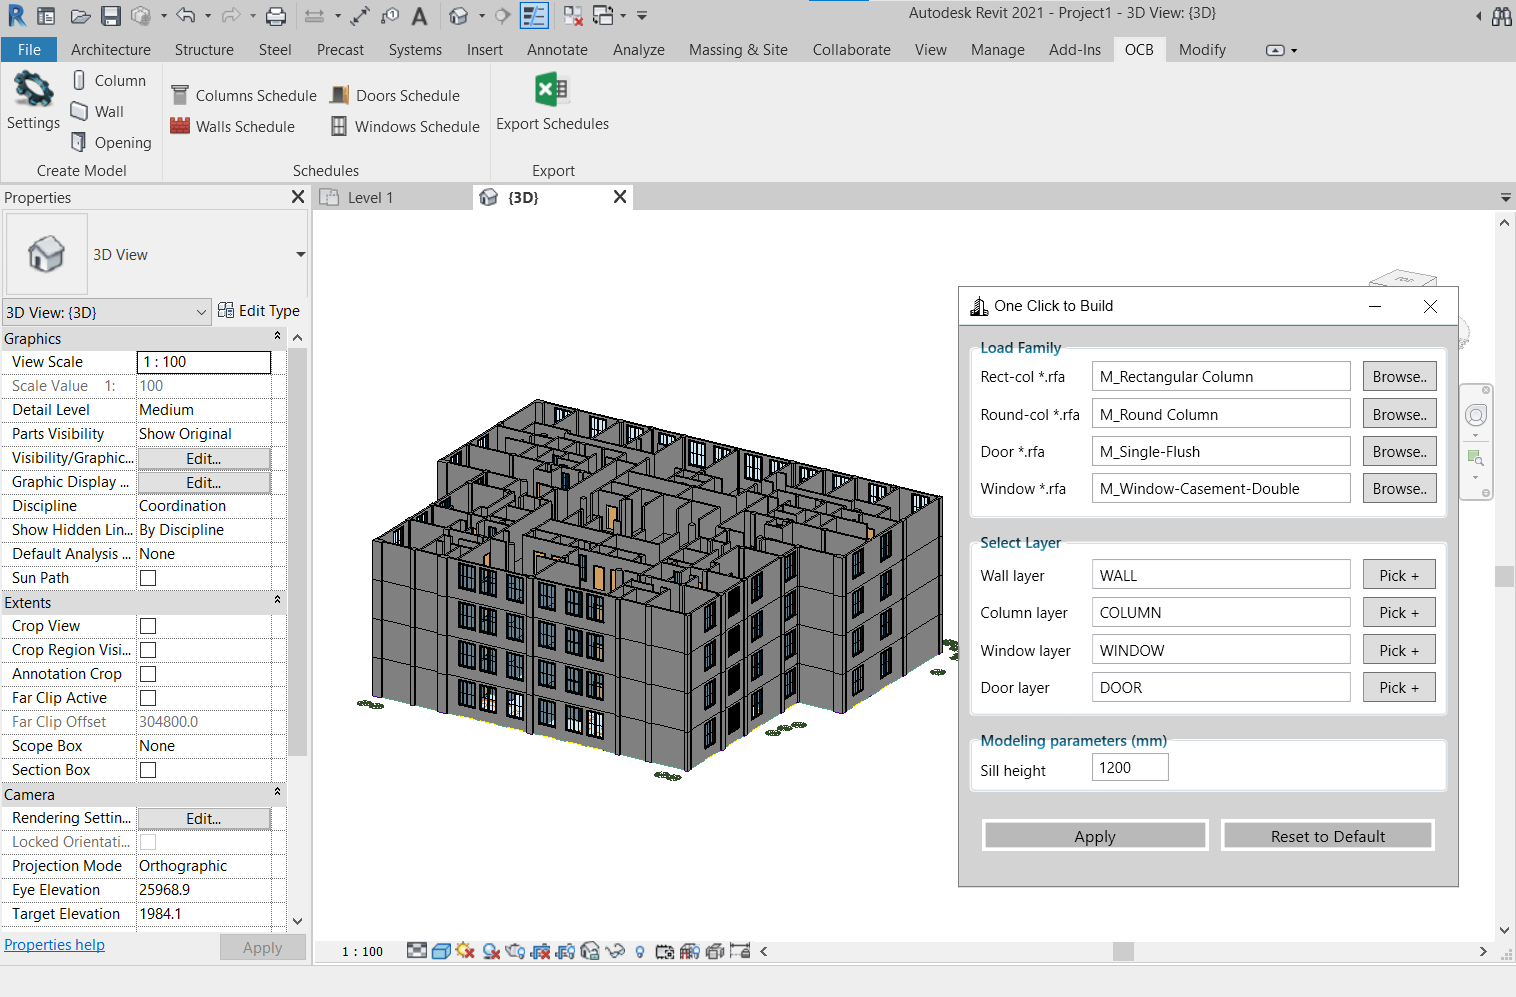 Autodesk Revit 2021 - Project1 - 3D View: {3D}
File Architecture Structure Steel Precast Systems Insert Annotate Analyze Massing & Site Collaborate View Manage Add-Ins OCB Modify
Settings
Column
Wall
Opening
Create Model
Columns Schedule
Doors Schedule
Walls Schedule
Windows Schedule
Schedules
Export Schedules
Export
Properties
Level 1
{3D}
3D View
3D View: {3D}
Edit Type
Graphics
View Scale 1 : 100
Scale Value 1: 100
Detail Level Medium
Parts Visibility Show Original
Visibility/Graphic... Edit...
Graphic Display ... Edit...
Discipline Coordination
Show Hidden Lin... By Discipline
Default Analysis ... None
Sun Path
Extents
Crop View
Crop Region Visi...
Annotation Crop
Far Clip Active
Far Clip Offset 304800.0
Scope Box None
Section Box
Camera
Rendering Settin... Edit...
Locked Orientati...
Projection Mode Orthographic
Eye Elevation 25968.9
Target Elevation 1984.1
Properties help
Apply
TOP
One Click to Build
Load Family
Rect-col *.rfa M_Rectangular Column Browse..
Round-col *.rfa M_Round Column Browse..
Door *.rfa M_Single-Flush Browse..
Window *.rfa M_Window-Casement-Double Browse..
Select Layer
Wall layer WALL Pick +
Column layer COLUMN Pick +
Window layer WINDOW Pick +
Door layer DOOR Pick +
Modeling parameters (mm)
Sill height 1200
Apply
Reset to Default
1 : 100